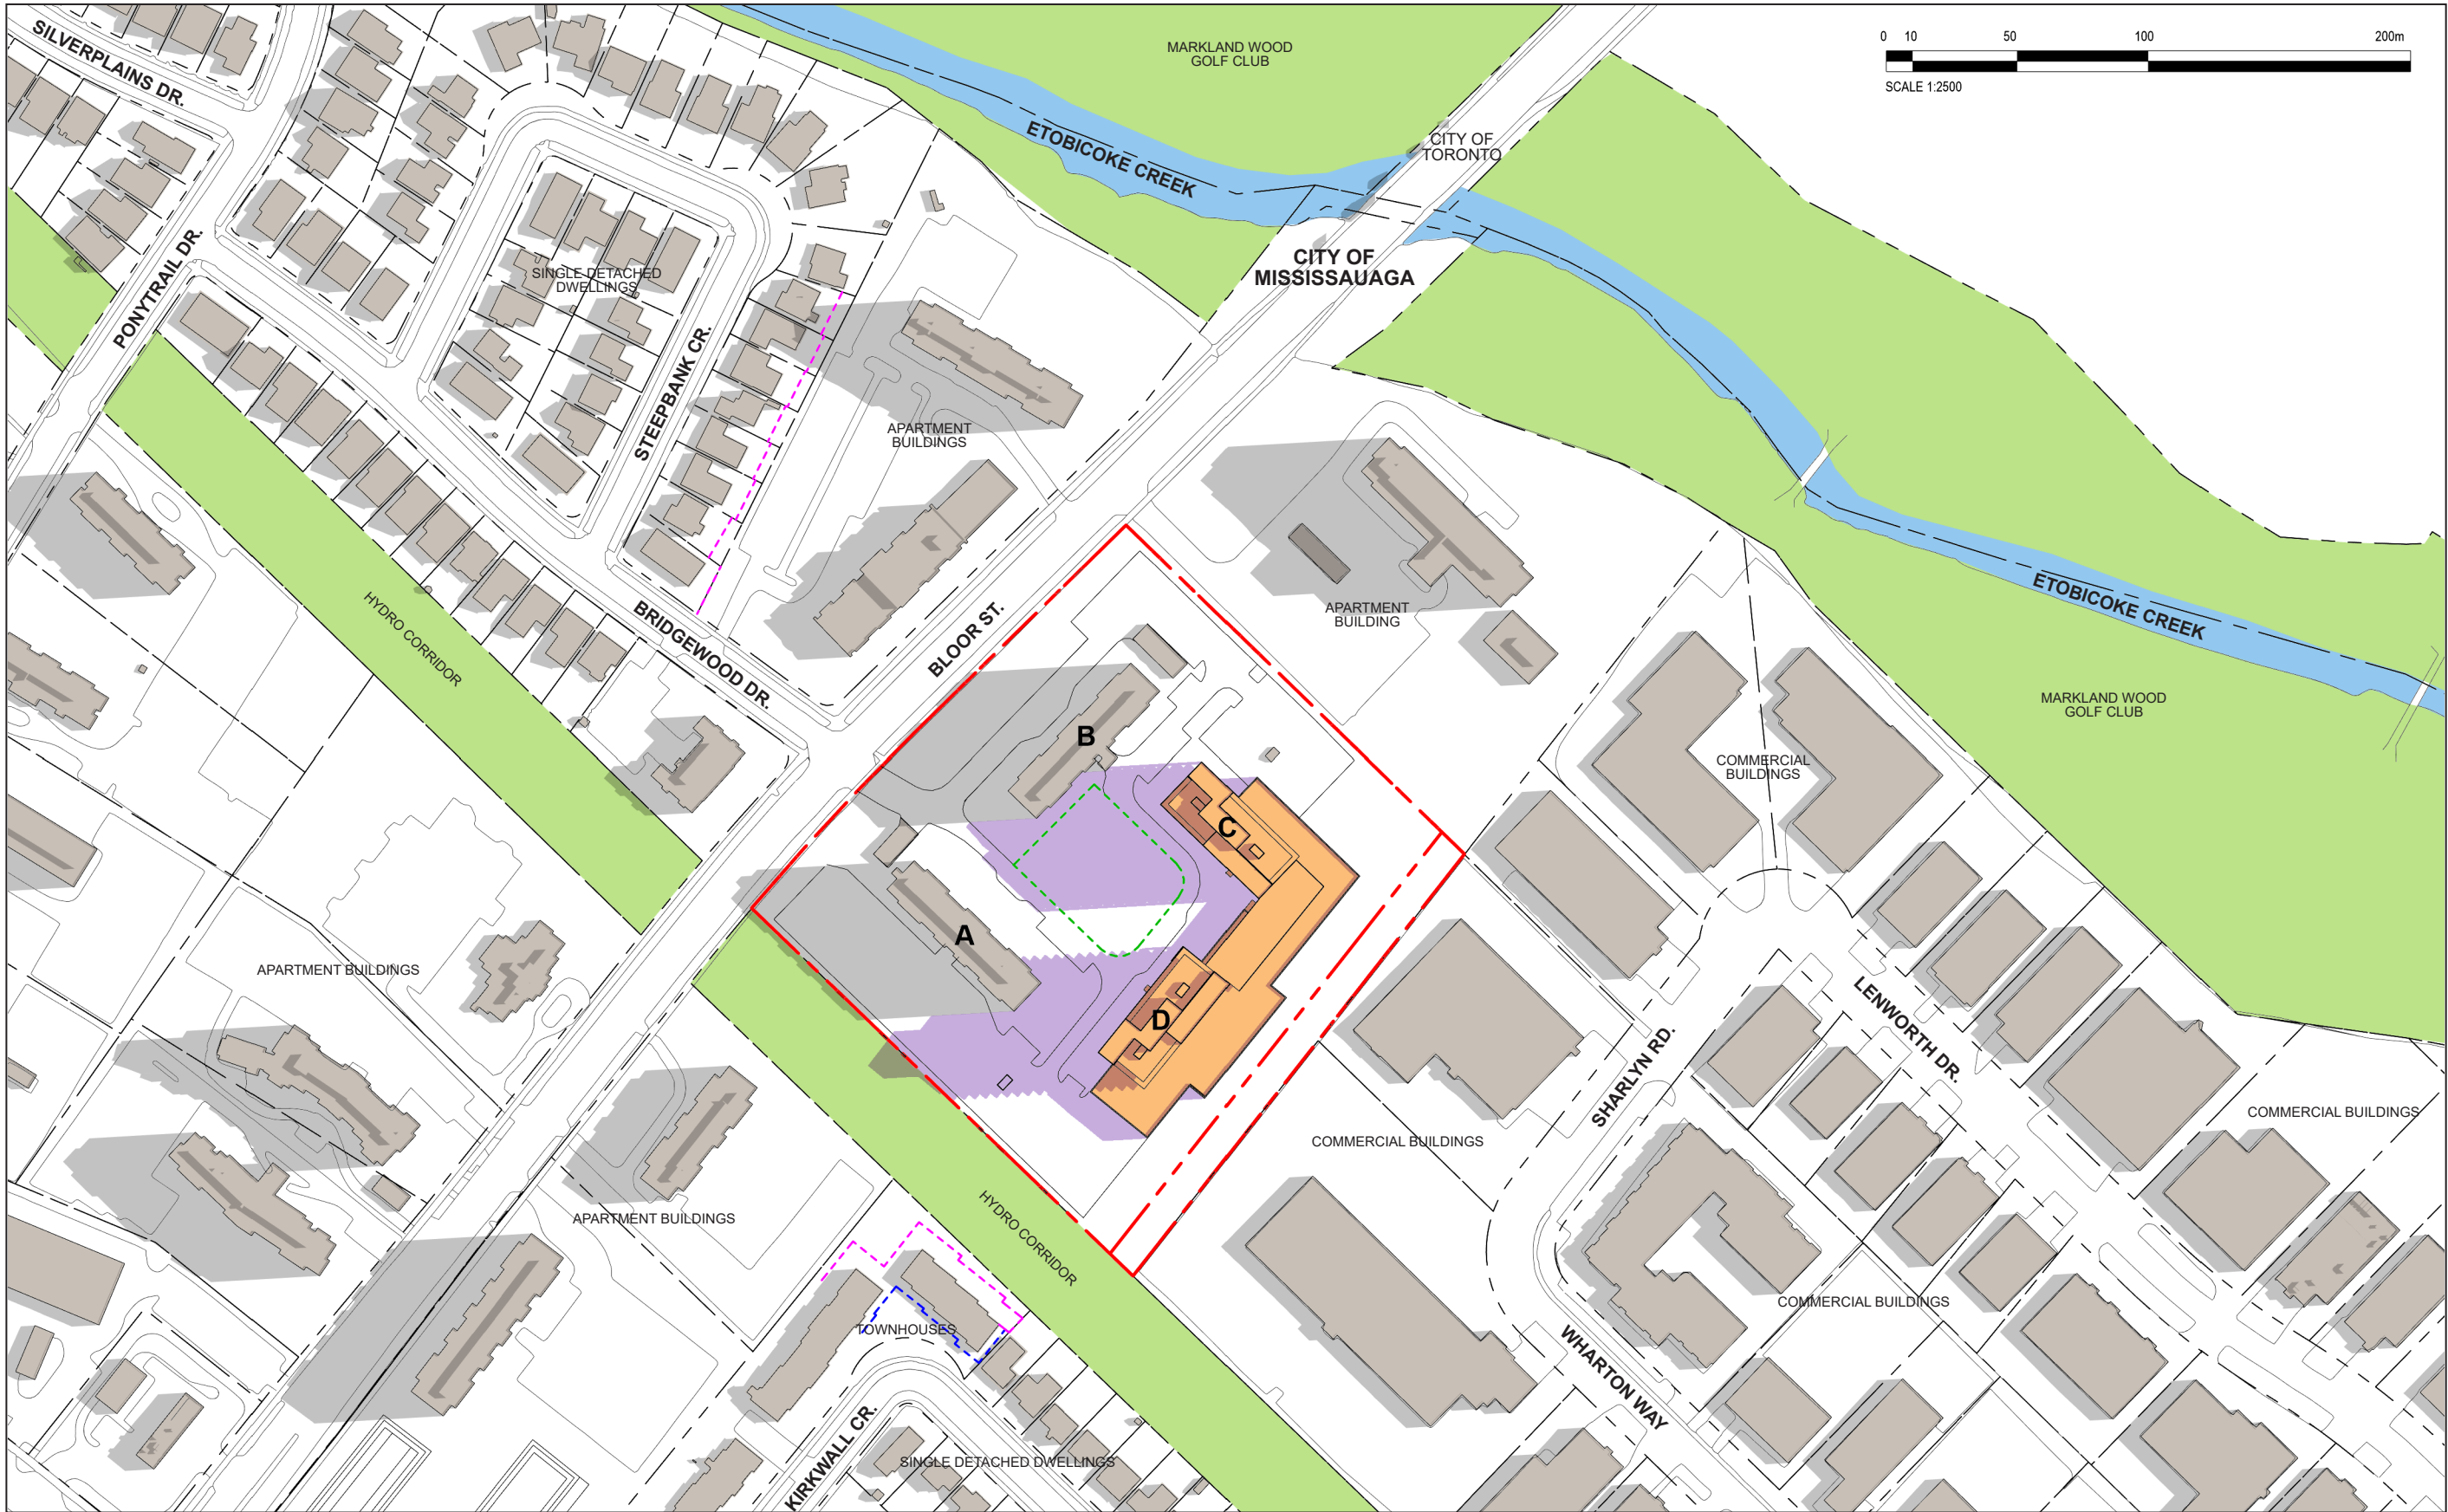 SILVERPLAINS DR.
MARKLAND WOOD
GOLF CLUB
0 10 50 100 200m
SCALE 1:2500
ETOBICOKE CREEK
CITY OF
TORONTO
CITY OF
MISSISSAUAGA
PONYTRAIL DR.
SINGLE DETACHED
DWELLINGS
STEEPBANK CR.
APARTMENT
BUILDINGS
HYDRO CORRIDOR
BRIDGEWOOD DR.
BLOOR ST.
APARTMENT
BUILDING
ETOBICOKE CREEK
MARKLAND WOOD
GOLF CLUB
COMMERCIAL
BUILDINGS
B
C
A
D
APARTMENT BUILDINGS
SHARLYN RD.
LENWORTH DR.
COMMERCIAL BUILDINGS
COMMERCIAL BUILDINGS
APARTMENT BUILDINGS
HYDRO CORRIDOR
COMMERCIAL BUILDINGS
TOWNHOUSES
WHARTON WAY
KIRKWALL CR.
SINGLE DETACHED DWELLINGS